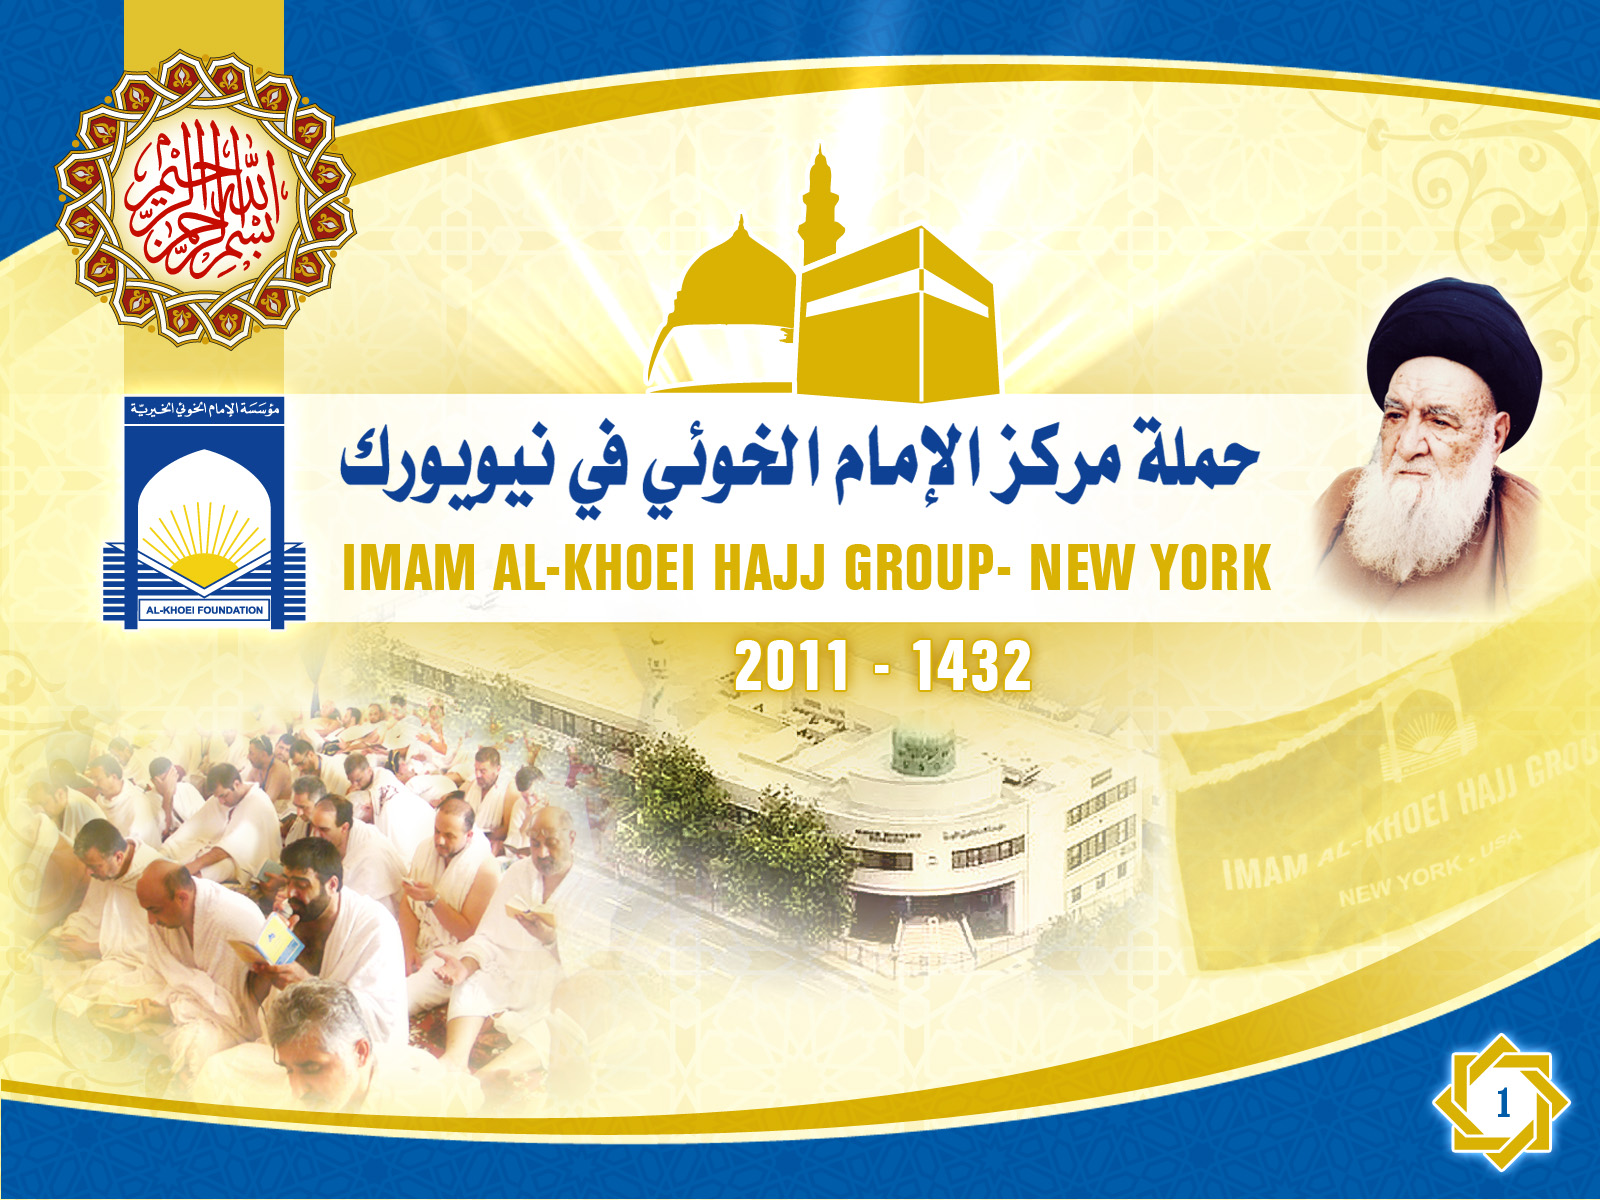 بسم الله الرحمن الرحيم
مؤسسة الإمام الخوئي الخيرية
AL-KHOEI FOUNDATION
حملة مركز الإمام الخوئي في نيويورك
IMAM AL-KHOEI HAJJ GROUP- NEW YORK
2011 - 1432
IMAM AL-KHOEI HAJJ GROU
NEW YORK - USA
1